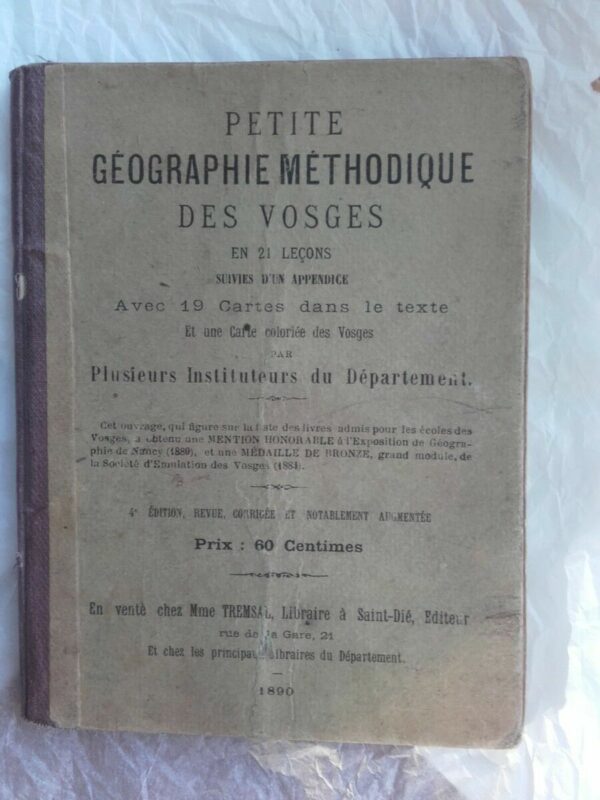 PETITE
GÉOGRAPHIE MÉTHODIQUE
DES VOSGES
EN 21 LEÇONS
SUIVIES D'UN APPENDICE
Avec 19 Cartes dans le texte
Et une Carte coloriée des Vosges
PAR
Plusieurs Instituteurs du Département.
Cet ouvrage, qui figure sur la liste des livres admis pour les écoles des
Vosges, a obtenu une MENTION HONORABLE à l'Exposition de Géogra-
phie de Nancy (1880), et une MÉDAILLE DE BRONZE, grand module, de
la Société d'Emulation des Vosges (1881).
4e ÉDITION, REVUE, CORRIGÉE ET NOTABLEMENT AUGMENTÉE
Prix : 60 Centimes
En vente chez Mme TREMSAL, Libraire à Saint-Dié, Editeur
rue de la Gare, 21
Et chez les principaux Libraires du Département.
1890